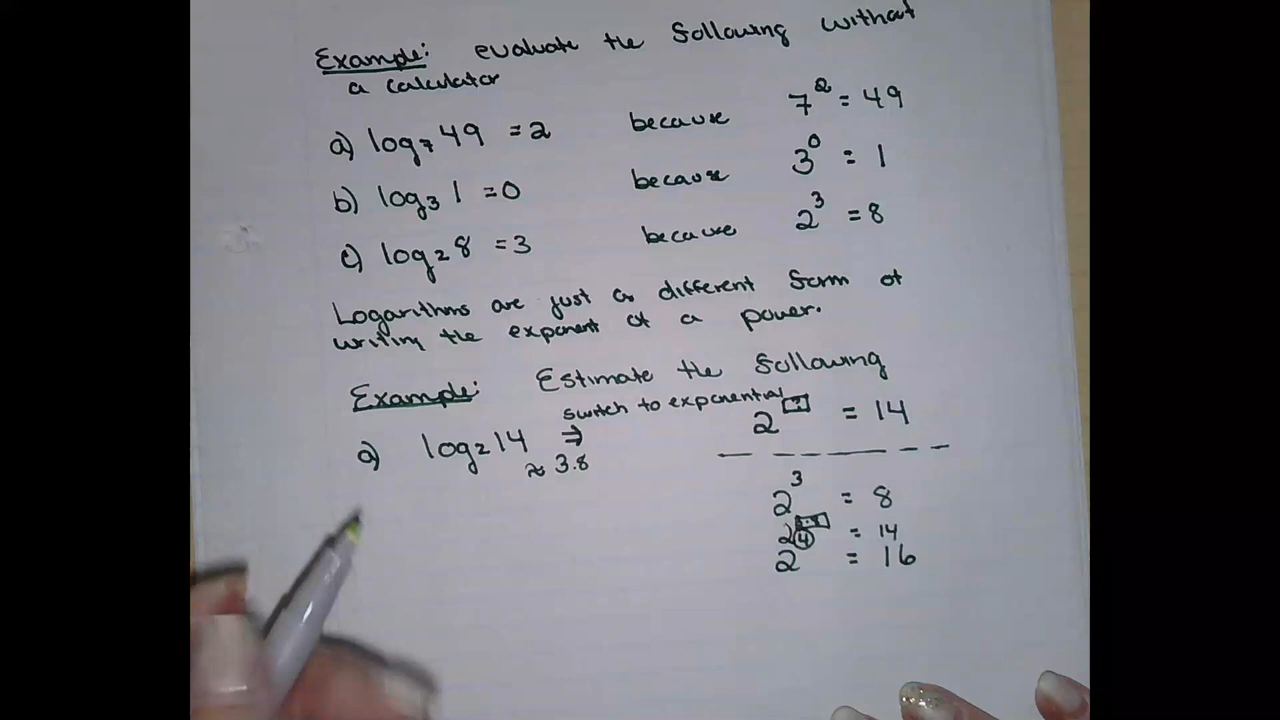 Example: evaluate the following without
a calculator
a) log₇ 49 = 2 because 7² = 49
b) log₃ 1 = 0 because 3⁰ = 1
c) log₂ 8 = 3 because 2³ = 8
Logarithms are just a different form of
writing the exponent of a power.
Example: Estimate the following
switch to exponential
a) log₂ 14 ⇒ 2 = 14
≈ 3.8
2³ = 8
2 = 14
2⁴ = 16